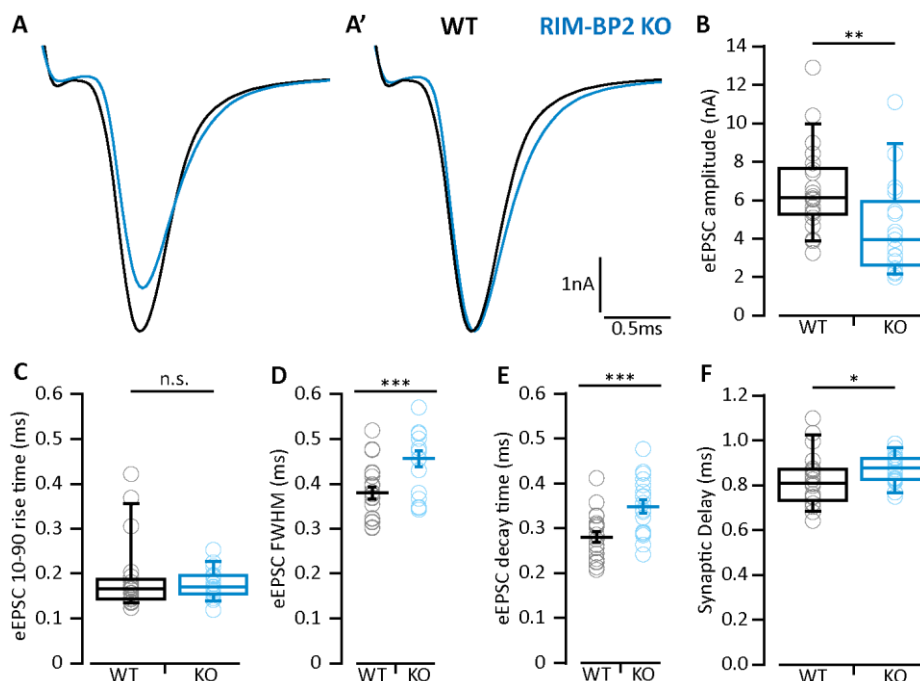 A
A'
WT
RIM-BP2 KO
1nA
0.5ms
B
**
eEPSC amplitude (nA)
14
12
10
8
6
4
2
0
WT
KO
C
n.s.
eEPSC 10-90 rise time (ms)
0.6
0.5
0.4
0.3
0.2
0.1
0
WT
KO
D
***
eEPSC FWHM (ms)
0.6
0.5
0.4
0.3
0.2
0.1
0
WT
KO
E
***
eEPSC decay time (ms)
0.6
0.5
0.4
0.3
0.2
0.1
0
WT
KO
F
*
Synaptic Delay (ms)
1.2
1.0
0.8
0.6
0.4
0.2
0.0
WT
KO